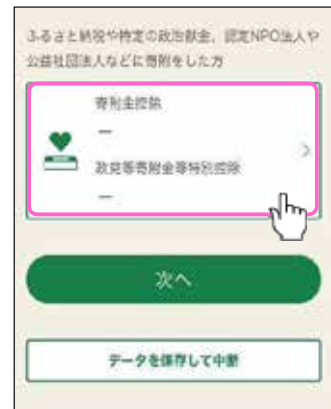 ふるさと納税や特定の政治献金、認定NPO法人や
公益社団法人などに寄附をした方
寄附金控除
ー
政党等寄附金等特別控除
ー
次へ
データを保存して中断